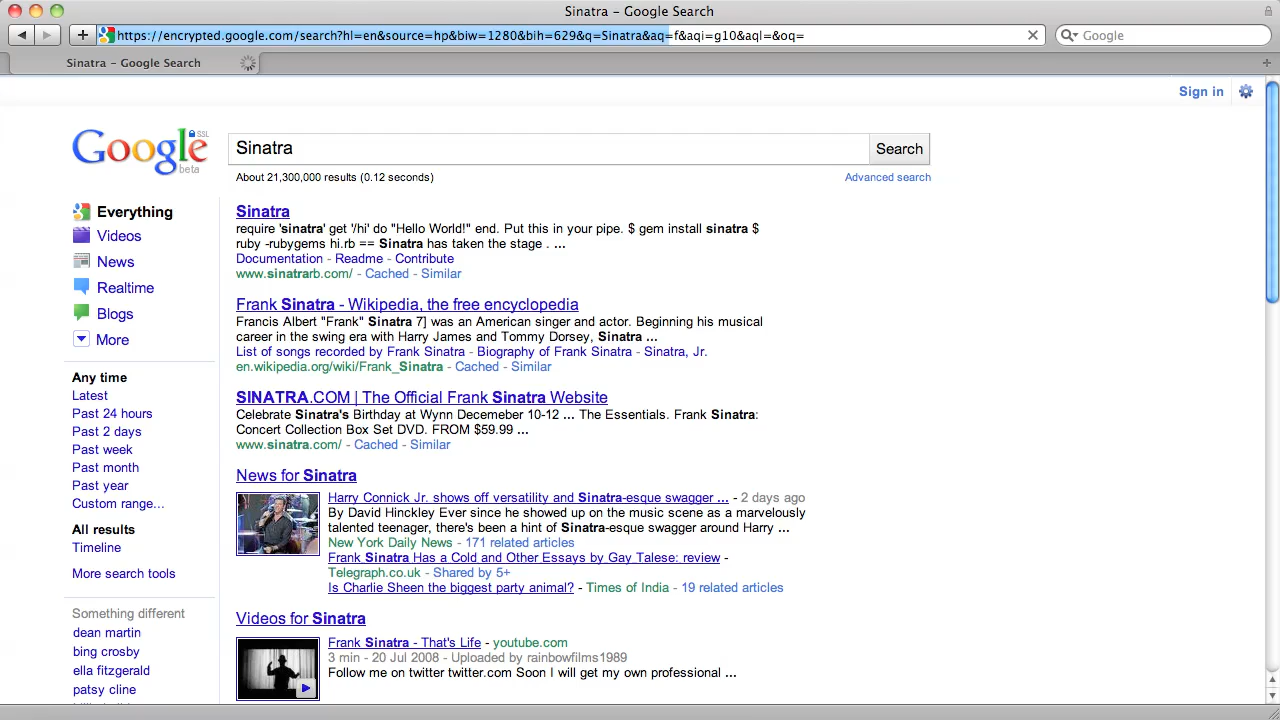 Sinatra – Google Search
https://encrypted.google.com/search?hl=en&source=hp&biw=1280&bih=629&q=Sinatra&aq=f&aqi=g10&aql=&oq=
Google
Sinatra – Google Search
Sign in
Google SSL beta
Sinatra
Search
About 21,300,000 results (0.12 seconds)
Advanced search
Everything
Videos
News
Realtime
Blogs
More
Any time
Latest
Past 24 hours
Past 2 days
Past week
Past month
Past year
Custom range...
All results
Timeline
More search tools
Something different
dean martin
bing crosby
ella fitzgerald
patsy cline
Sinatra
require 'sinatra' get '/hi' do "Hello World!" end. Put this in your pipe. $ gem install sinatra $
ruby -rubygems hi.rb == Sinatra has taken the stage . ...
Documentation - Readme - Contribute
www.sinatrarb.com/ - Cached - Similar
Frank Sinatra - Wikipedia, the free encyclopedia
Francis Albert "Frank" Sinatra 7] was an American singer and actor. Beginning his musical
career in the swing era with Harry James and Tommy Dorsey, Sinatra ...
List of songs recorded by Frank Sinatra - Biography of Frank Sinatra - Sinatra, Jr.
en.wikipedia.org/wiki/Frank_Sinatra - Cached - Similar
SINATRA.COM | The Official Frank Sinatra Website
Celebrate Sinatra's Birthday at Wynn Decemeber 10-12 ... The Essentials. Frank Sinatra:
Concert Collection Box Set DVD. FROM $59.99 ...
www.sinatra.com/ - Cached - Similar
News for Sinatra
Harry Connick Jr. shows off versatility and Sinatra-esque swagger ... - 2 days ago
By David Hinckley Ever since he showed up on the music scene as a marvelously
talented teenager, there's been a hint of Sinatra-esque swagger around Harry ...
New York Daily News - 171 related articles
Frank Sinatra Has a Cold and Other Essays by Gay Talese: review -
Telegraph.co.uk - Shared by 5+
Is Charlie Sheen the biggest party animal? - Times of India - 19 related articles
Videos for Sinatra
Frank Sinatra - That's Life - youtube.com
3 min - 20 Jul 2008 - Uploaded by rainbowfilms1989
Follow me on twitter twitter.com Soon I will get my own professional ...